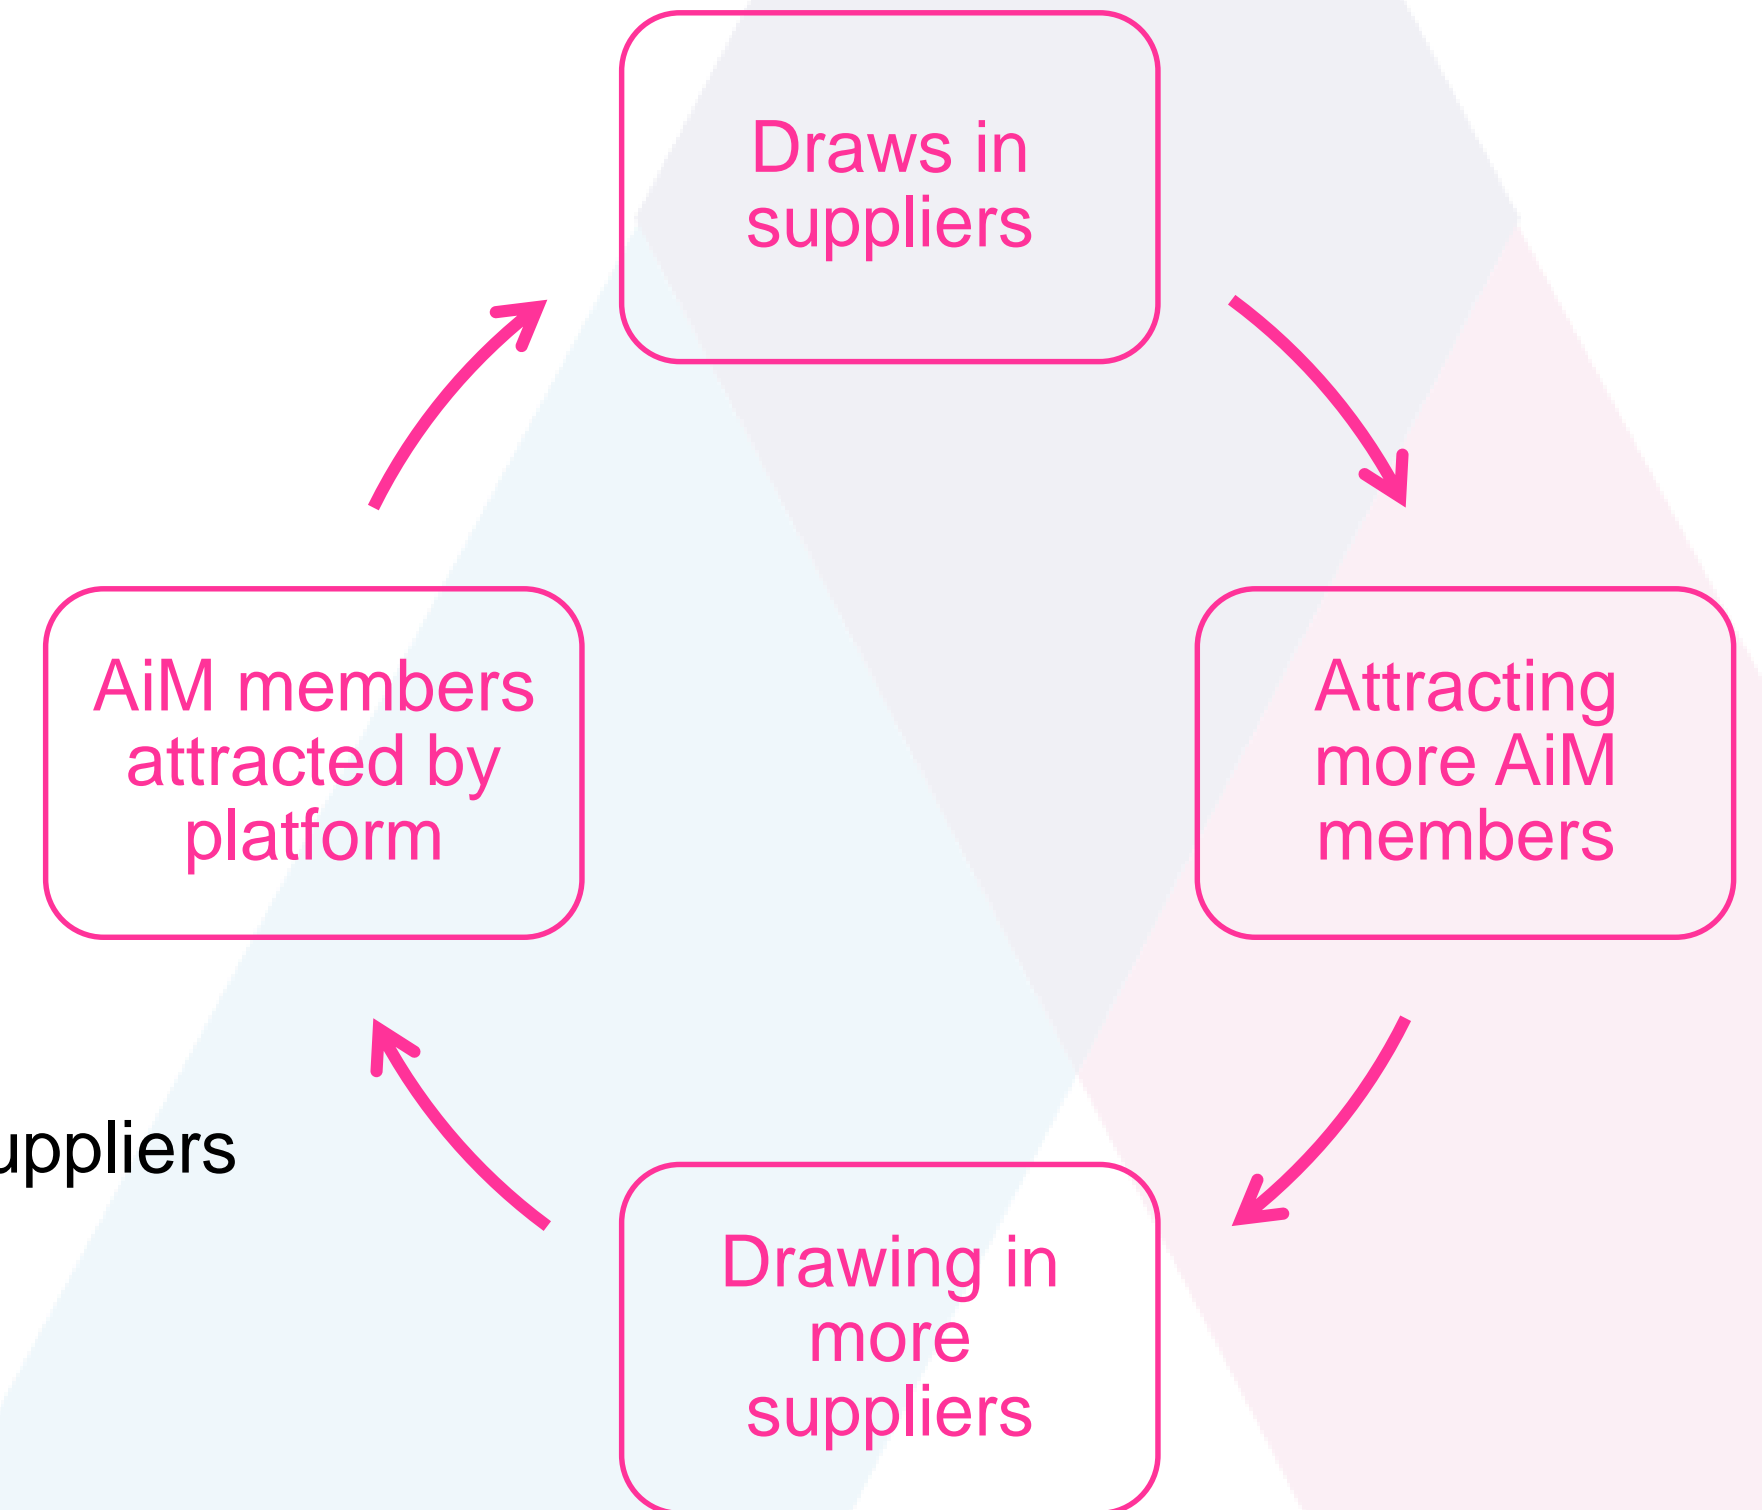 Draws in
suppliers
AiM members
attracted by
platform
Attracting
more AiM
members
uppliers
Drawing in
more
suppliers